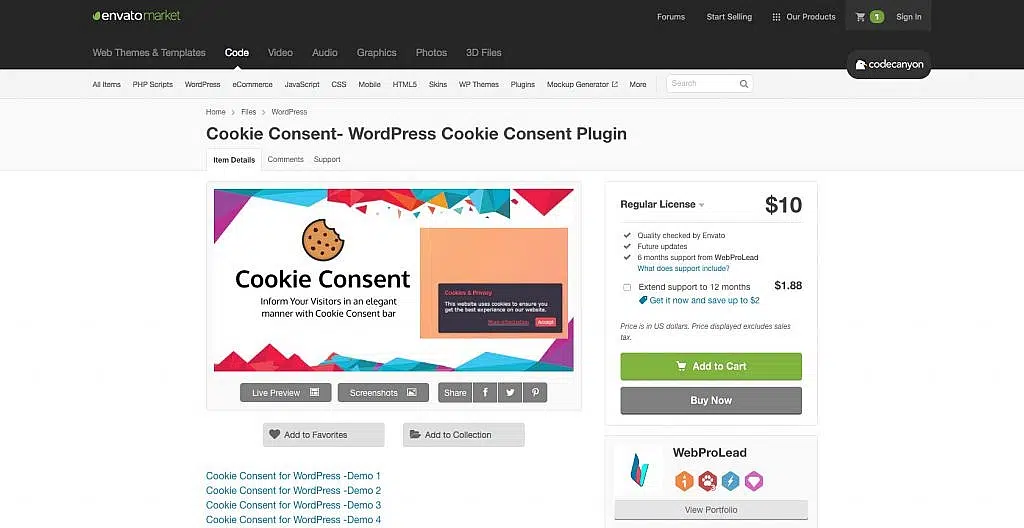 envatomarket
Forums
Start Selling
Our Products
1
Sign In
Web Themes & Templates
Code
Video
Audio
Graphics
Photos
3D Files
codecanyon
All Items
PHP Scripts
WordPress
eCommerce
JavaScript
CSS
Mobile
HTML5
Skins
WP Themes
Plugins
Mockup Generator
More
Search
Home > Files > WordPress
Cookie Consent- WordPress Cookie Consent Plugin
Item Details
Comments
Support
Cookie Consent
Inform Your Visitors in an elegant
manner with Cookie Consent bar
Cookies & Privacy
This website uses cookies to ensure you
get the best experience on our website.
Accept
Live Preview
Screenshots
Share
Add to Favorites
Add to Collection
Cookie Consent for WordPress -Demo 1
Cookie Consent for WordPress -Demo 2
Cookie Consent for WordPress -Demo 3
Cookie Consent for WordPress -Demo 4
Regular License
$10
Quality checked by Envato
Future updates
6 months support from WebProLead
What does support include?
Extend support to 12 months
$1.88
Get it now and save up to $2
Price is in US dollars. Price displayed excludes sales
tax.
Add to Cart
Buy Now
WebProLead
View Portfolio